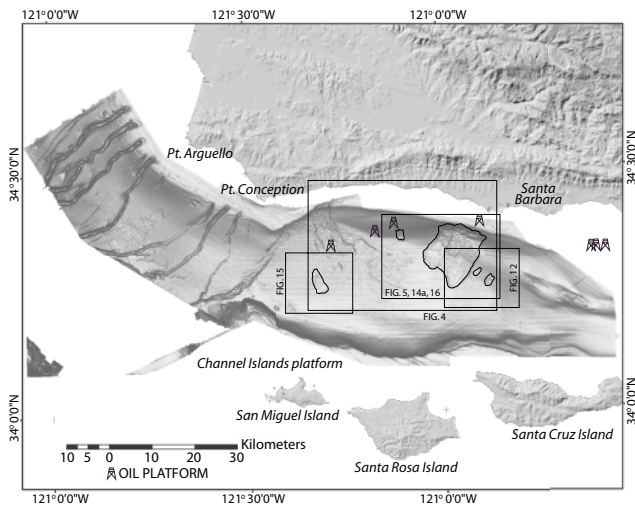 121°0'0"W 121°30'0"W 121°0'0"W
34°30'0"N
34°30'0"N
Pt. Arguello
Pt. Conception
Santa
Barbara
FIG. 15
FIG. 12
FIG. 5, 14a, 16
FIG. 4
Channel Islands platform
San Miguel Island
Santa Cruz Island
Santa Rosa Island
34°0'0"N
34°0'0"N
Kilometers
10 5 0 10 20 30
OIL PLATFORM
121°0'0"W 121°30'0"W 121°0'0"W